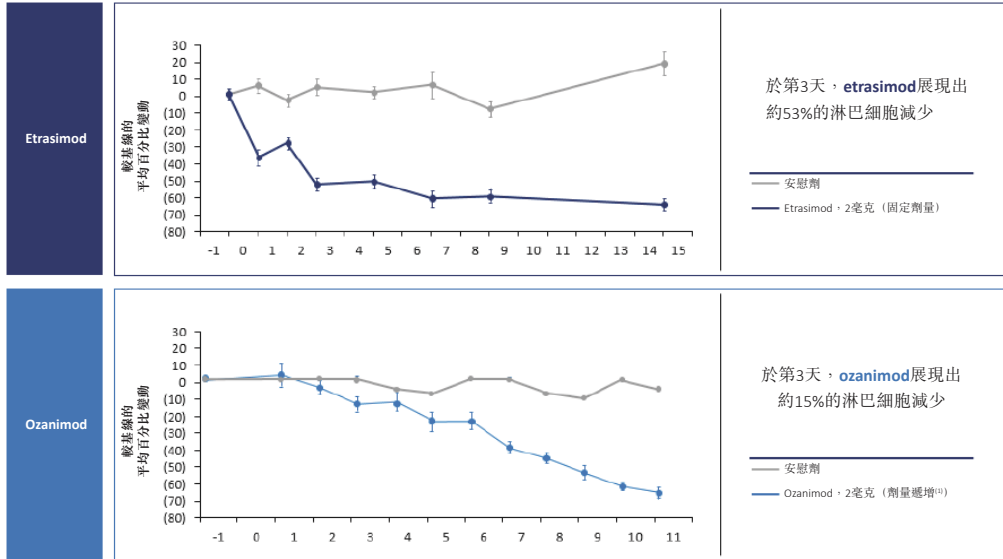 Etrasimod
較基線的
平均百分比變動
30
20
10
0
(10)
(20)
(30)
(40)
(50)
(60)
(70)
(80)
-1 0 1 2 3 4 5 6 7 8 9 10 11 12 13 14 15
於第3天，etrasimod展現出
約53%的淋巴細胞減少
安慰劑
Etrasimod，2毫克（固定劑量）
Ozanimod
較基線的
平均百分比變動
30
20
10
0
(10)
(20)
(30)
(40)
(50)
(60)
(70)
(80)
-1 0 1 2 3 4 5 6 7 8 9 10 11
於第3天，ozanimod展現出
約15%的淋巴細胞減少
安慰劑
Ozanimod，2毫克（劑量遞增(1)）